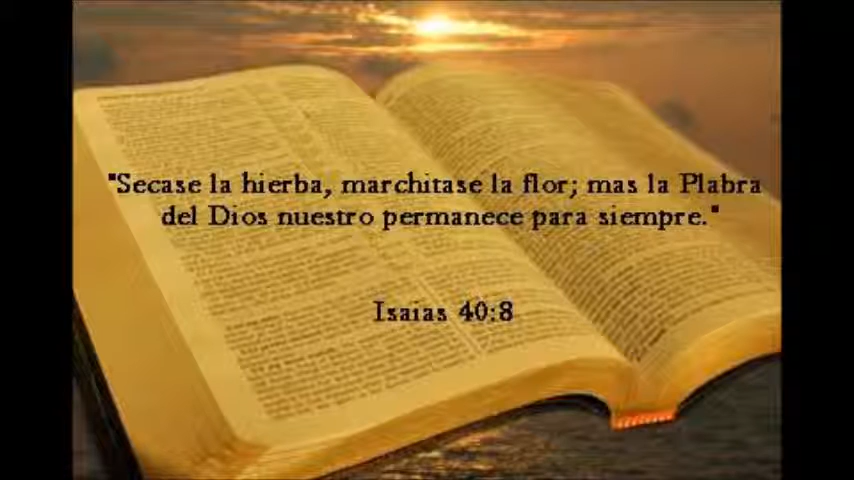 "Secase la hierba, marchitase la flor; mas la Plabra
del Dios nuestro permanece para siempre."
Isaias 40:8